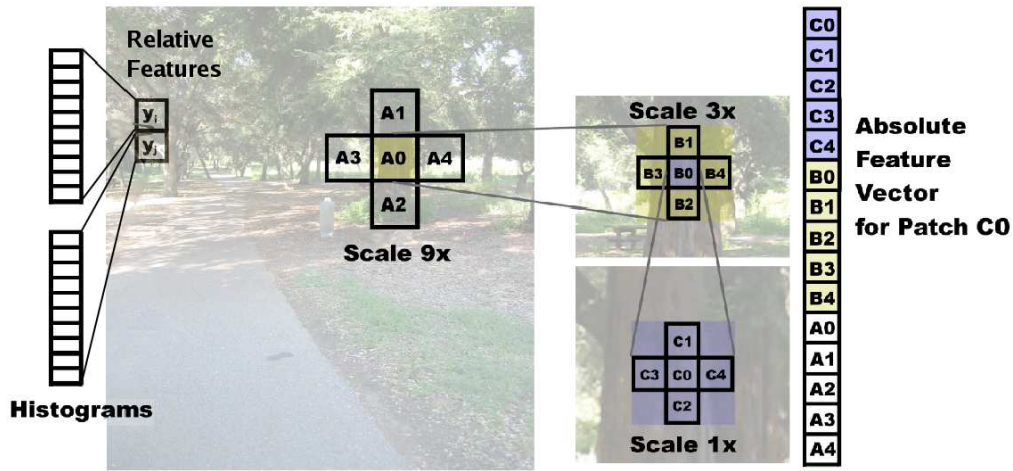 Relative
Features
yi
yj
Histograms
A1
A3 A0 A4
A2
Scale 9x
Scale 3x
B1
B3 B0 B4
B2
C1
C3 C0 C4
C2
Scale 1x
C0
C1
C2
C3
C4
B0
B1
B2
B3
B4
A0
A1
A2
A3
A4
Absolute
Feature
Vector
for Patch C0